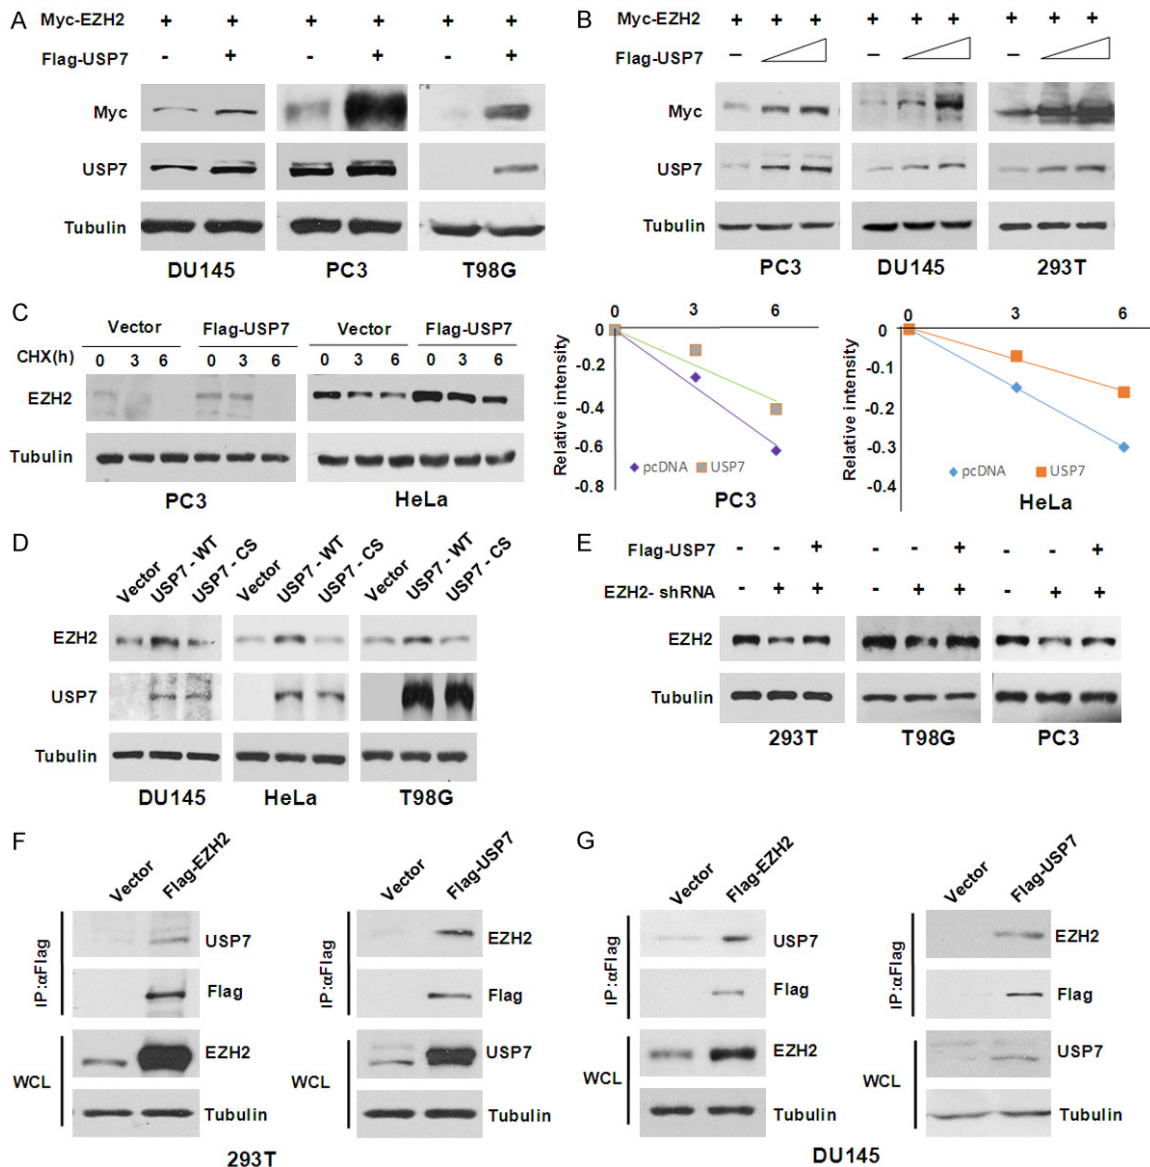 A
Myc-EZH2 + + + + + +
Flag-USP7 - + - + - +
Myc
USP7
Tubulin
DU145 PC3 T98G
B
Myc-EZH2 + + + + + + + + +
Flag-USP7 – – –
Myc
USP7
Tubulin
PC3 DU145 293T
C
Vector Flag-USP7 Vector Flag-USP7
CHX(h) 0 3 6 0 3 6 0 3 6 0 3 6
EZH2
Tubulin
PC3 HeLa
0 3 6
0
-0.2
-0.4
-0.6
-0.8
Relative intensity
pcDNA USP7
PC3
0 3 6
0
-0.1
-0.2
-0.3
-0.4
Relative intensity
pcDNA USP7
HeLa
D
Vector USP7 - WT USP7 - CS Vector USP7 - WT USP7 - CS Vector USP7 - WT USP7 - CS
EZH2
USP7
Tubulin
DU145 HeLa T98G
E
Flag-USP7 - - + - - + - - +
EZH2- shRNA - + + - + + - + +
EZH2
Tubulin
293T T98G PC3
F
Vector Flag-EZH2
IP:αFlag
USP7
Flag
WCL
EZH2
Tubulin
Vector Flag-USP7
IP:αFlag
EZH2
Flag
WCL
USP7
Tubulin
293T
G
Vector Flag-EZH2
IP:αFlag
USP7
Flag
WCL
EZH2
Tubulin
Vector Flag-USP7
IP:αFlag
EZH2
Flag
WCL
USP7
Tubulin
DU145